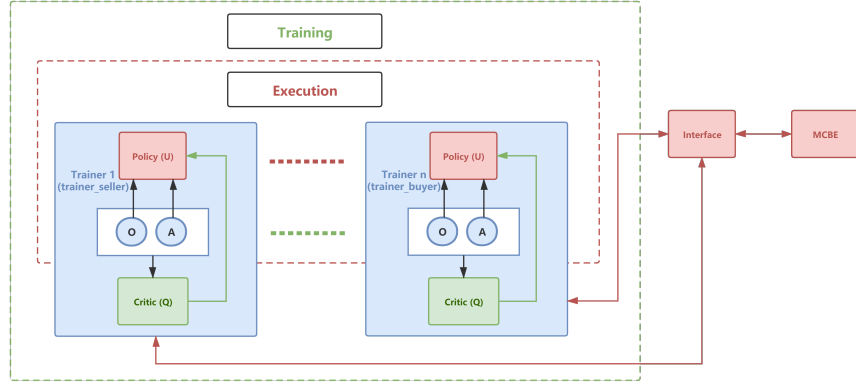 Training
Execution
Policy (U)
Trainer 1
(trainer_seller)
O
A
Critic (Q)
Policy (U)
Trainer n
(trainer_buyer)
O
A
Critic (Q)
Interface
MCBE